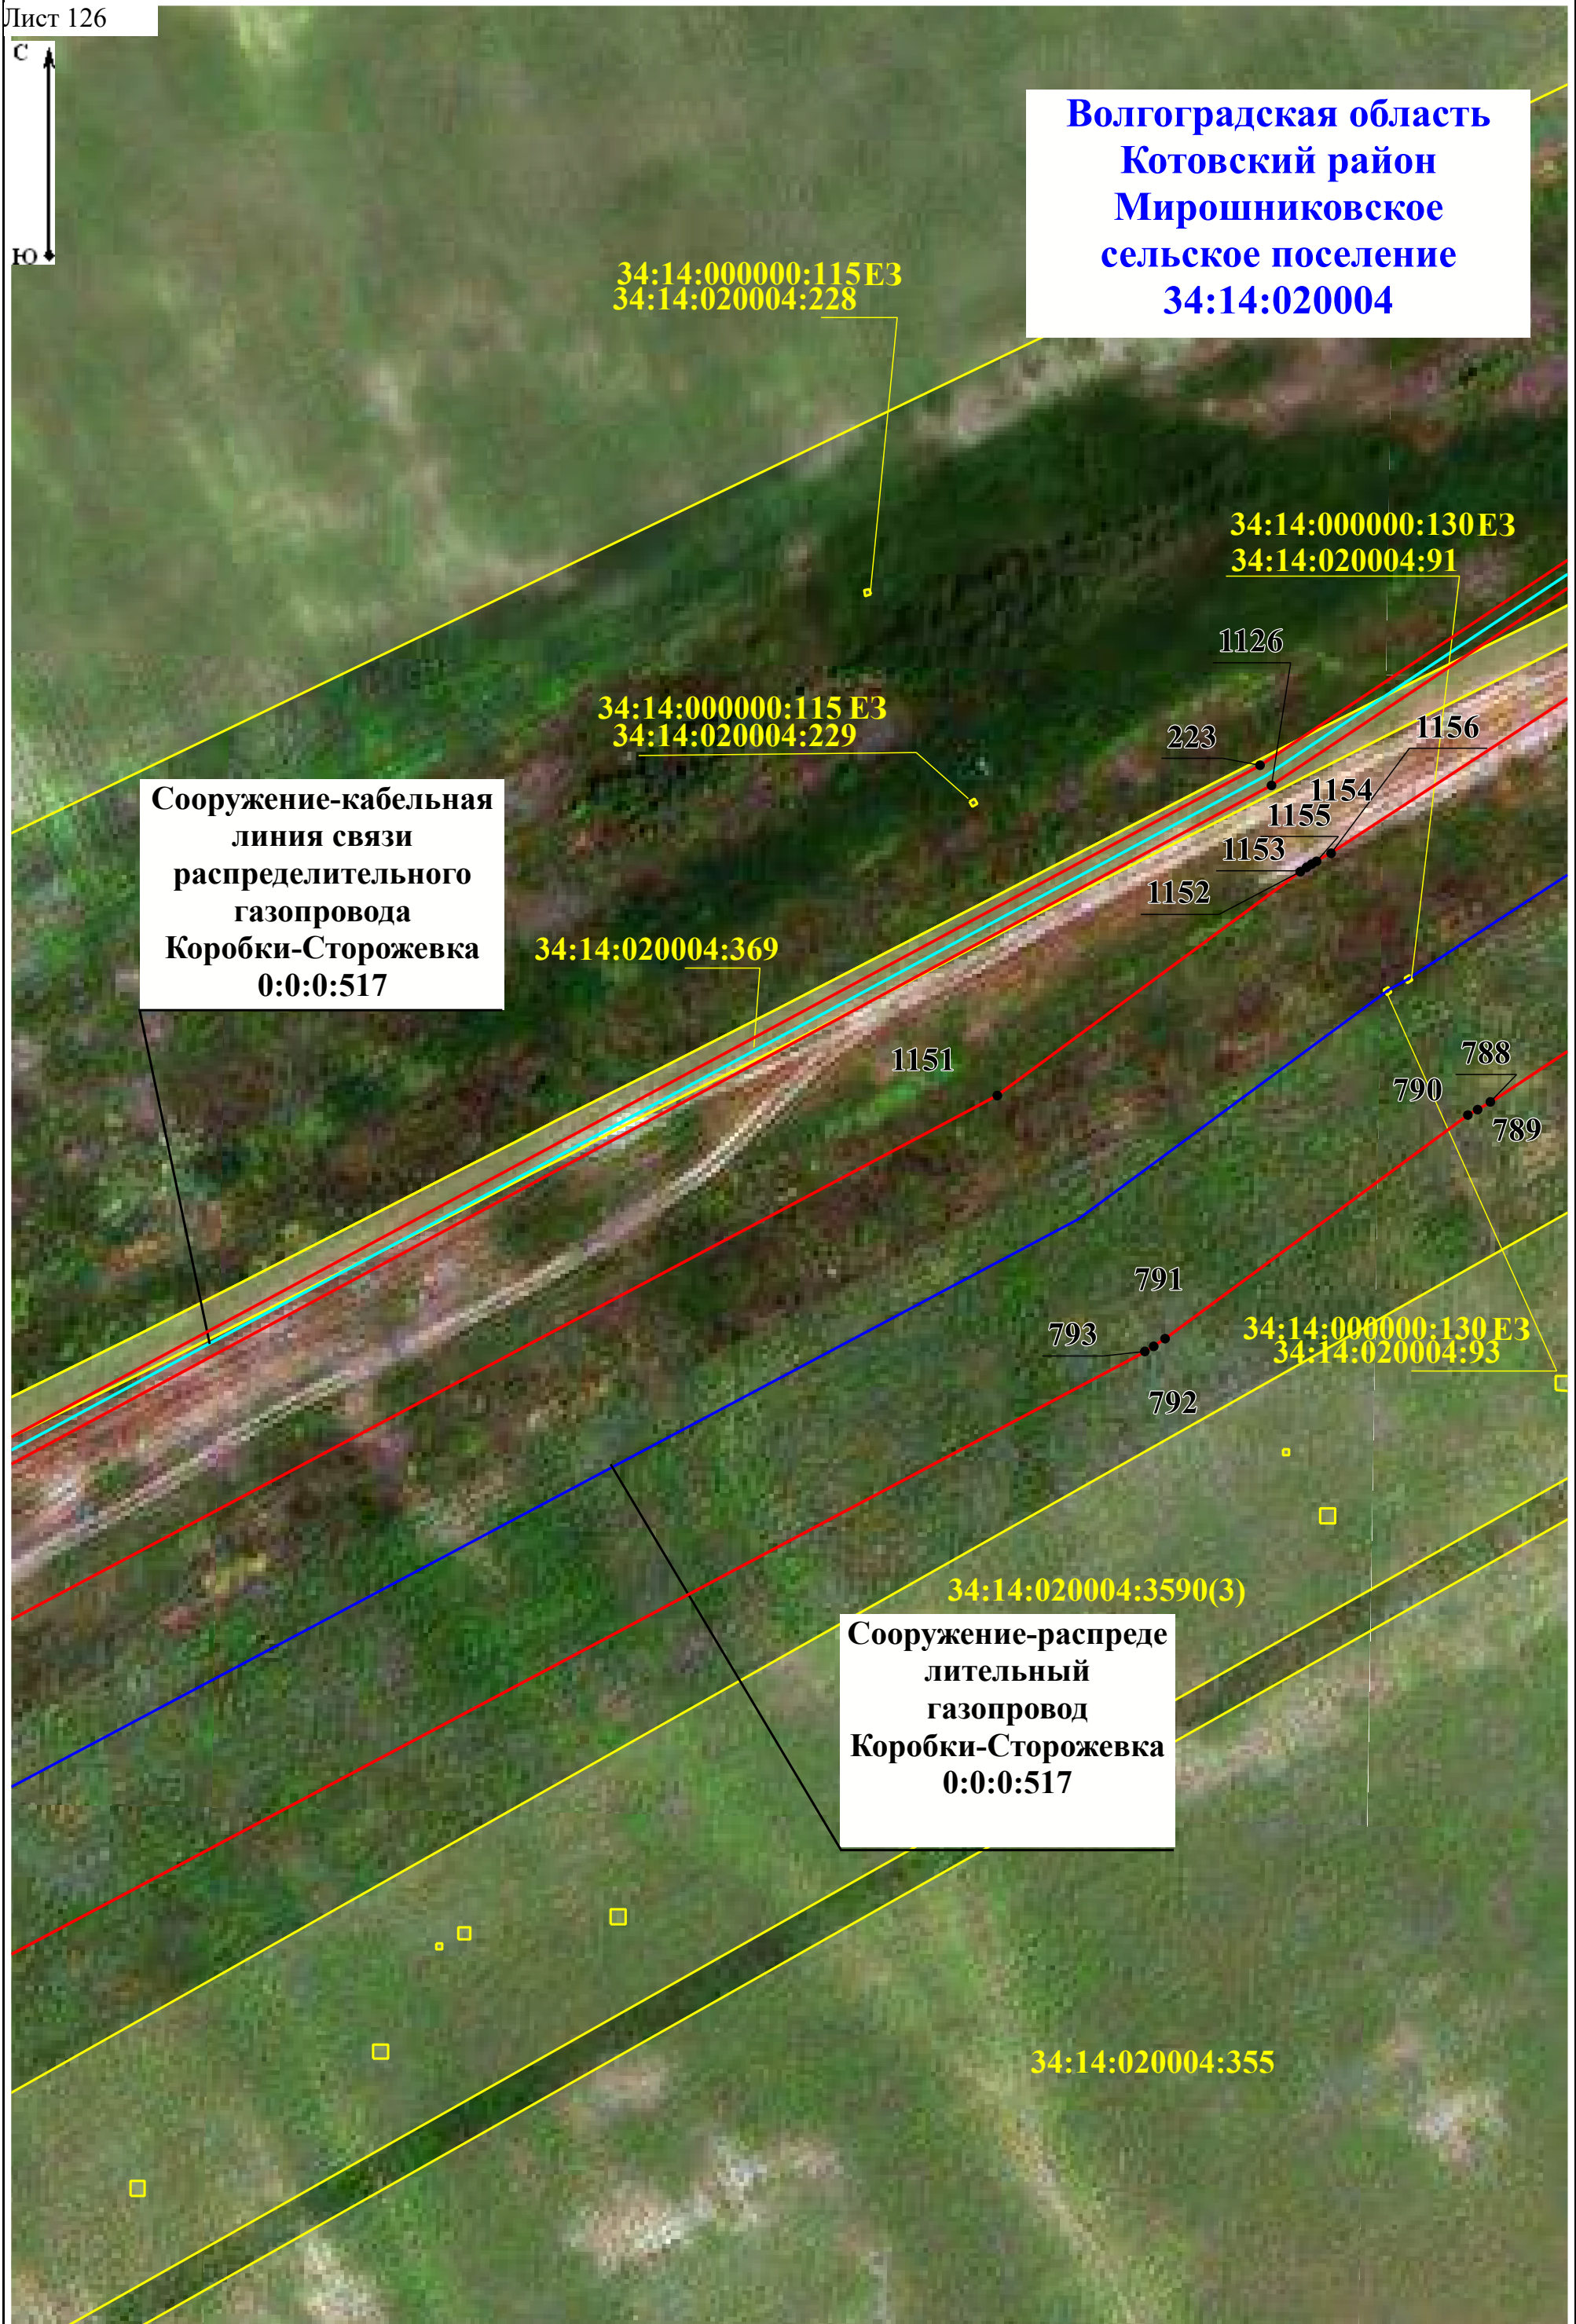 Лист 126
С
Ю
Волгоградская область
Котовский район
Мирошниковское
сельское поселение
34:14:020004
34:14:000000:115 ЕЗ
34:14:020004:228
34:14:000000:130 ЕЗ
34:14:020004:91
1126
34:14:000000:115 ЕЗ
34:14:020004:229
223
1156
1154
1155
1153
1152
Сооружение-кабельная
линия связи
распределительного
газопровода
Коробки-Сторожевка
0:0:0:517
34:14:020004:369
1151
788
790
789
791
793
792
34:14:000000:130 ЕЗ
34:14:020004:93
34:14:020004:3590(3)
Сооружение-распреде
лительный
газопровод
Коробки-Сторожевка
0:0:0:517
34:14:020004:355